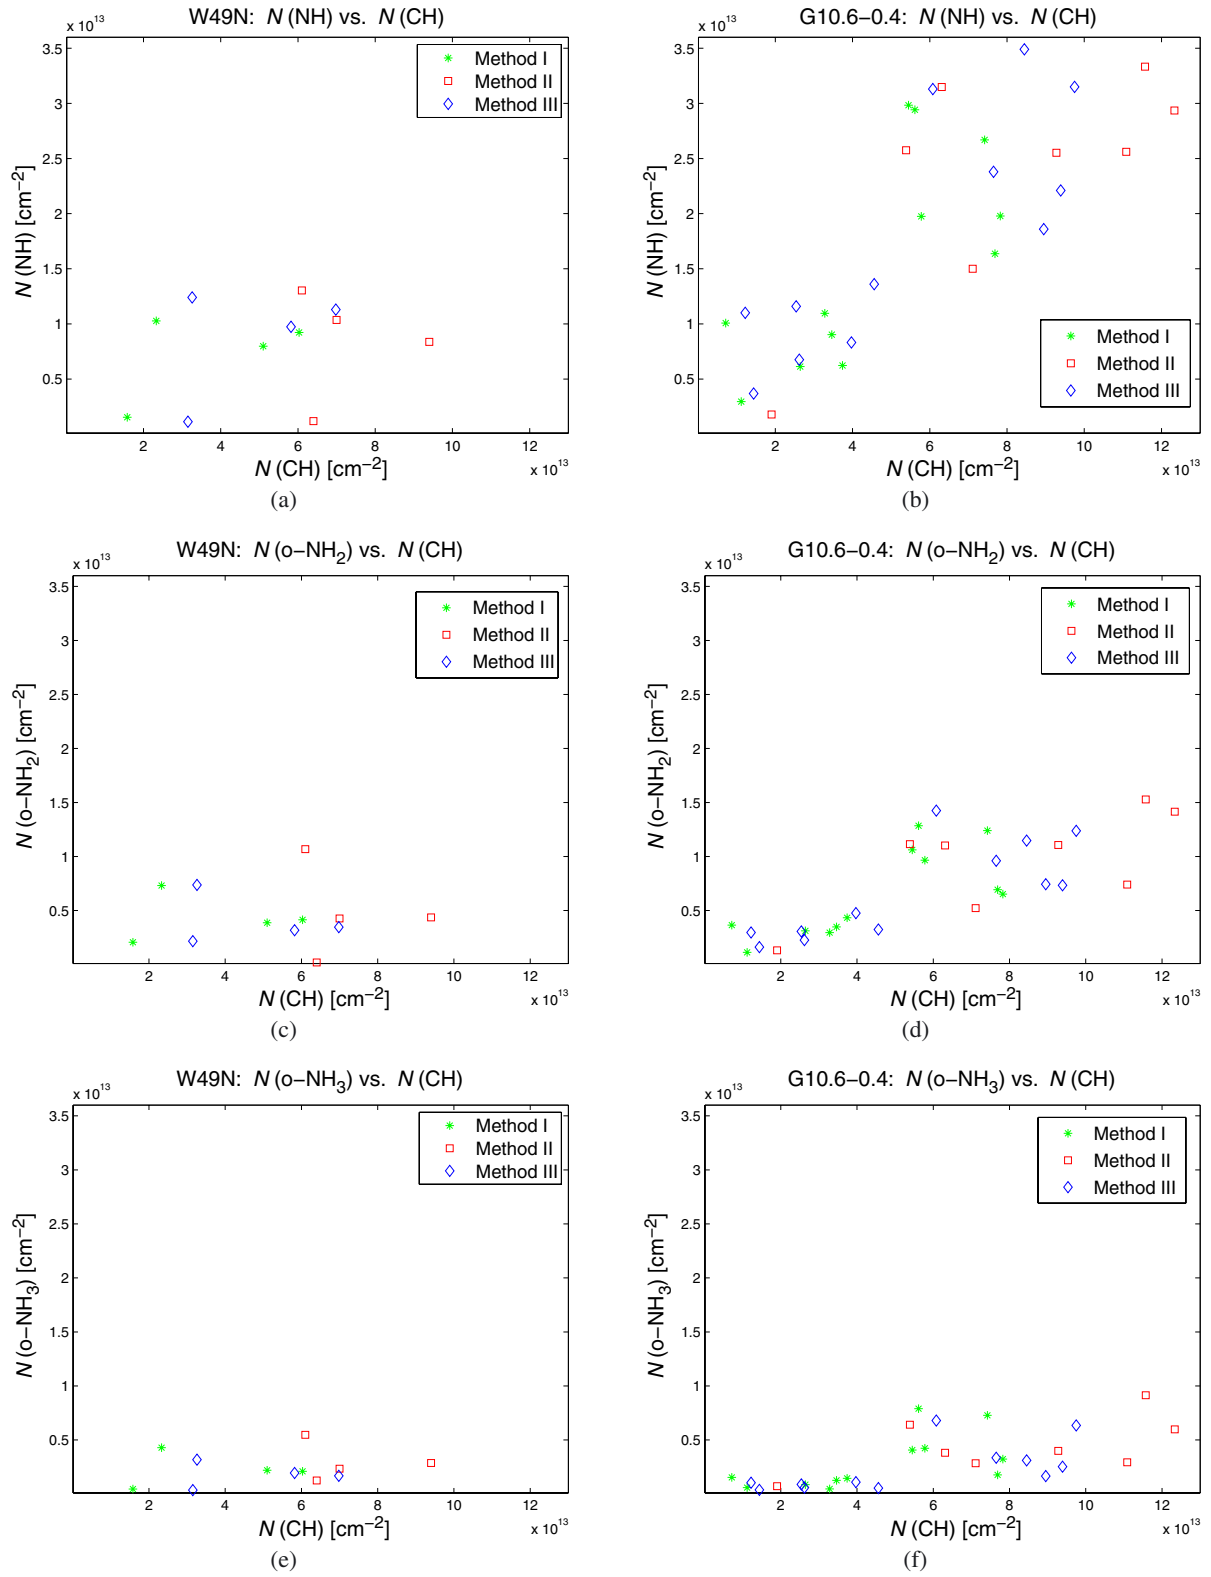 W49N: N (NH) vs. N (CH)
x 10^13
3.5
3
2.5
2
1.5
1
0.5
N (NH) [cm−2]
Method I
Method II
Method III
2 4 6 8 10 12
N (CH) [cm−2]
x 10^13
(a)
G10.6−0.4: N (NH) vs. N (CH)
x 10^13
3.5
3
2.5
2
1.5
1
0.5
N (NH) [cm−2]
Method I
Method II
Method III
2 4 6 8 10 12
N (CH) [cm−2]
x 10^13
(b)
W49N: N (o−NH2) vs. N (CH)
x 10^13
3.5
3
2.5
2
1.5
1
0.5
N (o−NH2) [cm−2]
Method I
Method II
Method III
2 4 6 8 10 12
N (CH) [cm−2]
x 10^13
(c)
G10.6−0.4: N (o−NH2) vs. N (CH)
x 10^13
3.5
3
2.5
2
1.5
1
0.5
N (o−NH2) [cm−2]
Method I
Method II
Method III
2 4 6 8 10 12
N (CH) [cm−2]
x 10^13
(d)
W49N: N (o−NH3) vs. N (CH)
x 10^13
3.5
3
2.5
2
1.5
1
0.5
N (o−NH3) [cm−2]
Method I
Method II
Method III
2 4 6 8 10 12
N (CH) [cm−2]
x 10^13
(e)
G10.6−0.4: N (o−NH3) vs. N (CH)
x 10^13
3.5
3
2.5
2
1.5
1
0.5
N (o−NH3) [cm−2]
Method I
Method II
Method III
2 4 6 8 10 12
N (CH) [cm−2]
x 10^13
(f)